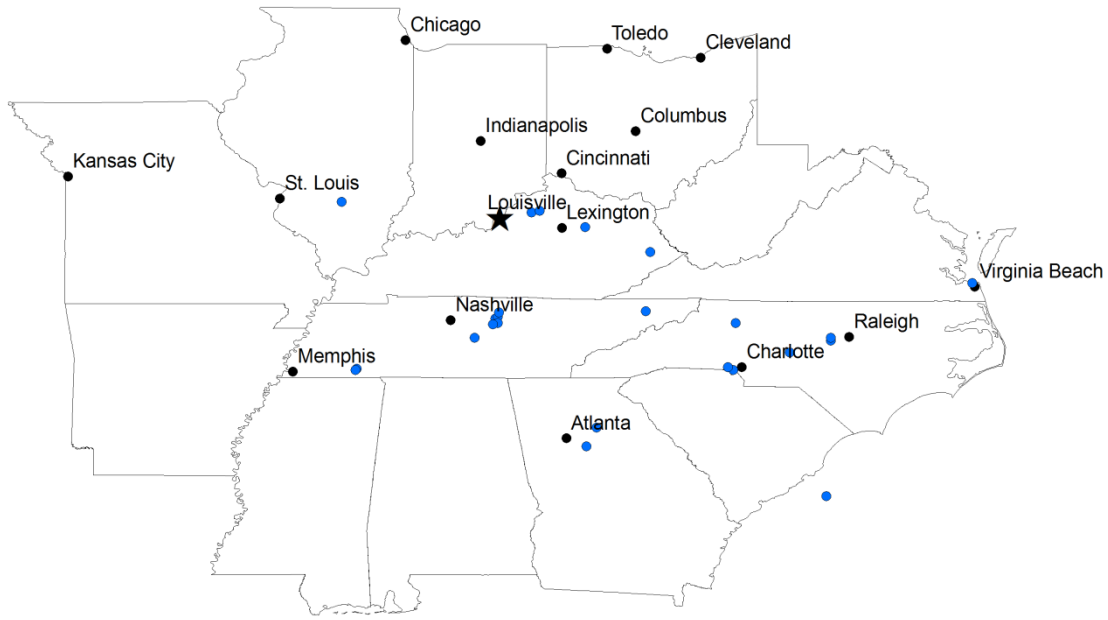 Chicago
Toledo
Cleveland
Columbus
Indianapolis
Cincinnati
Kansas City
St. Louis
Louisville
Lexington
Virginia Beach
Nashville
Raleigh
Memphis
Charlotte
Atlanta